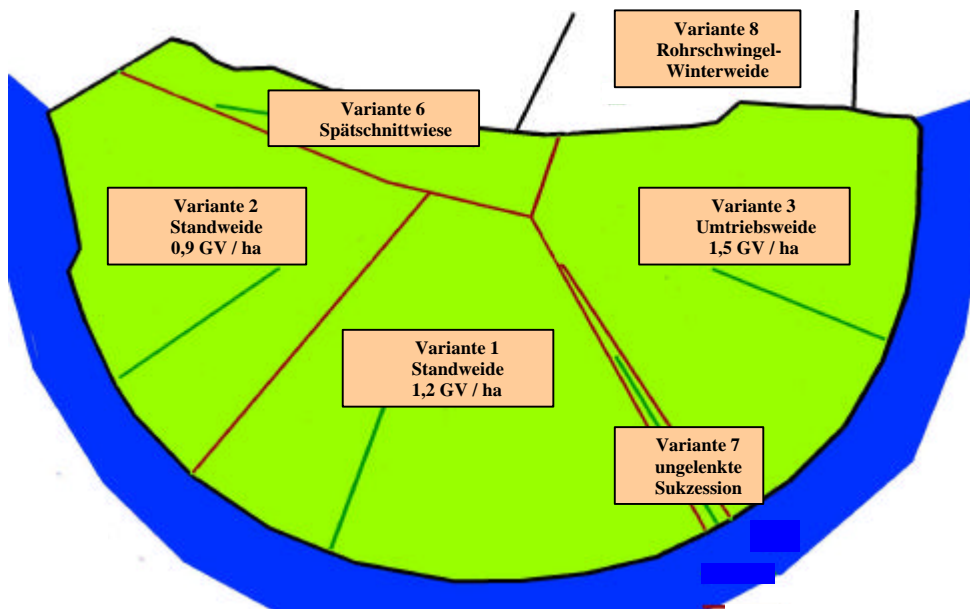 Variante 8
Rohrschwingel-
Winterweide
Variante 6
Spätschnittwiese
Variante 2
Standweide
0,9 GV / ha
Variante 3
Umtriebsweide
1,5 GV / ha
Variante 1
Standweide
1,2 GV / ha
Variante 7
ungelenkte
Sukzession